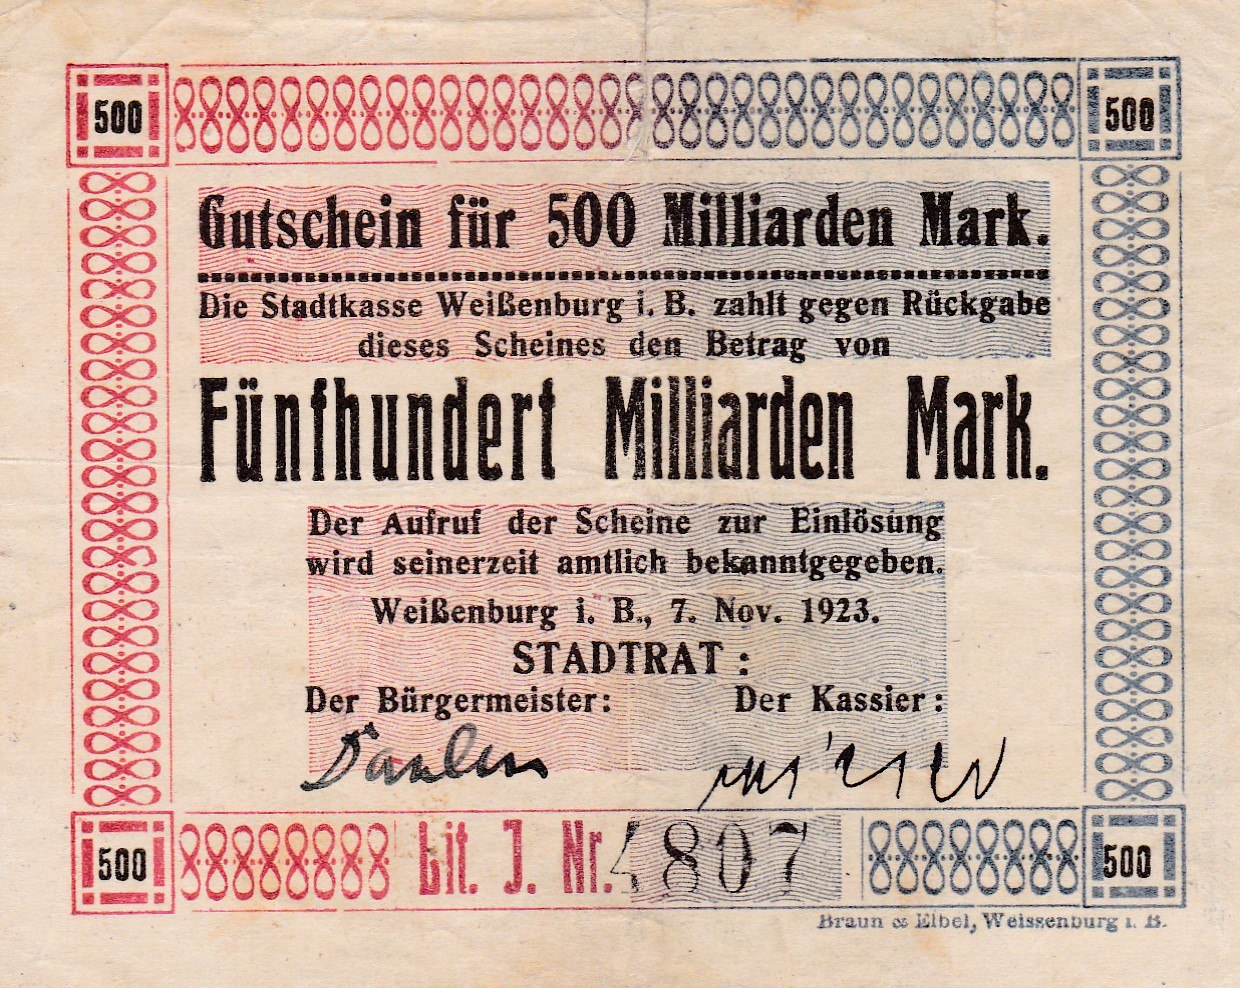 500 500
Gutschein für 500 Milliarden Mark.
Die Stadtkasse Weißenburg i. B. zahlt gegen Rückgabe
dieses Scheines den Betrag von
Fünfhundert Milliarden Mark.
Der Aufruf der Scheine zur Einlösung
wird seinerzeit amtlich bekanntgegeben.
Weißenburg i. B., 7. Nov. 1923.
STADTRAT :
Der Bürgermeister: Der Kassier :
500 Lit. J. Nr. 4807 500
Braun & Elbel, Weissenburg i. B.